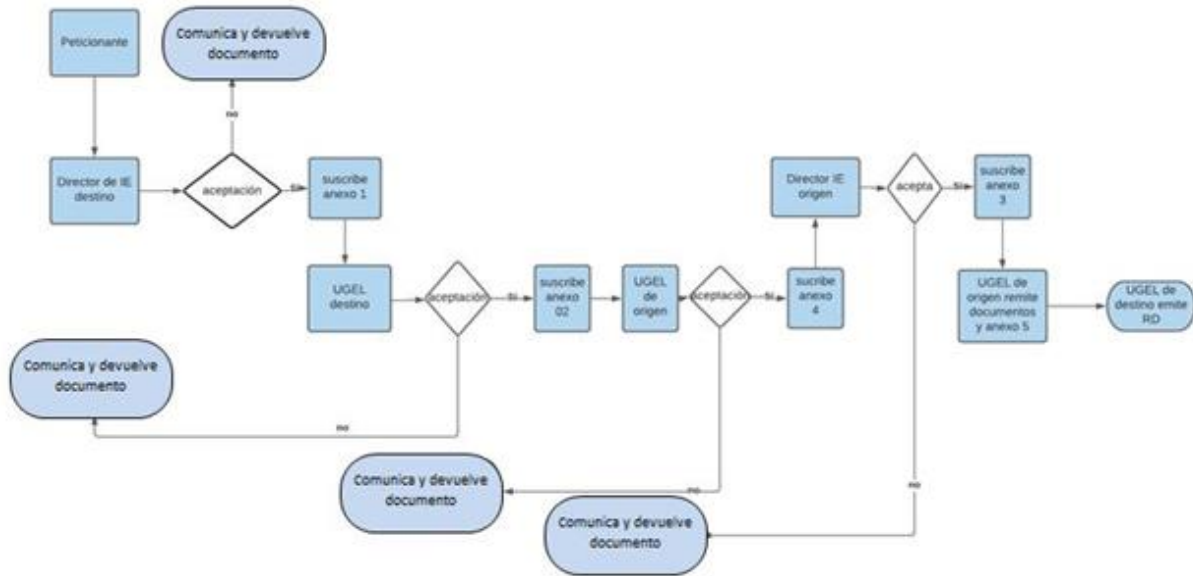 Peticionante
Comunica y devuelve
documento
no
Director de IE
destino
aceptación
si
suscribe
anexo 1
UGEL
destino
aceptación
Si
suscribe
anexo
02
UGEL
de
origen
aceptación
si
sucribe
anexo
4
Director IE
origen
acepta
Si
suscribe
anexo
3
UGEL de
origen remite
documentos
y anexo 5
UGEL de
destino emite
RD
Comunica y devuelve
documento
no
Comunica y devuelve
documento
no
Comunica y devuelve
documento
no